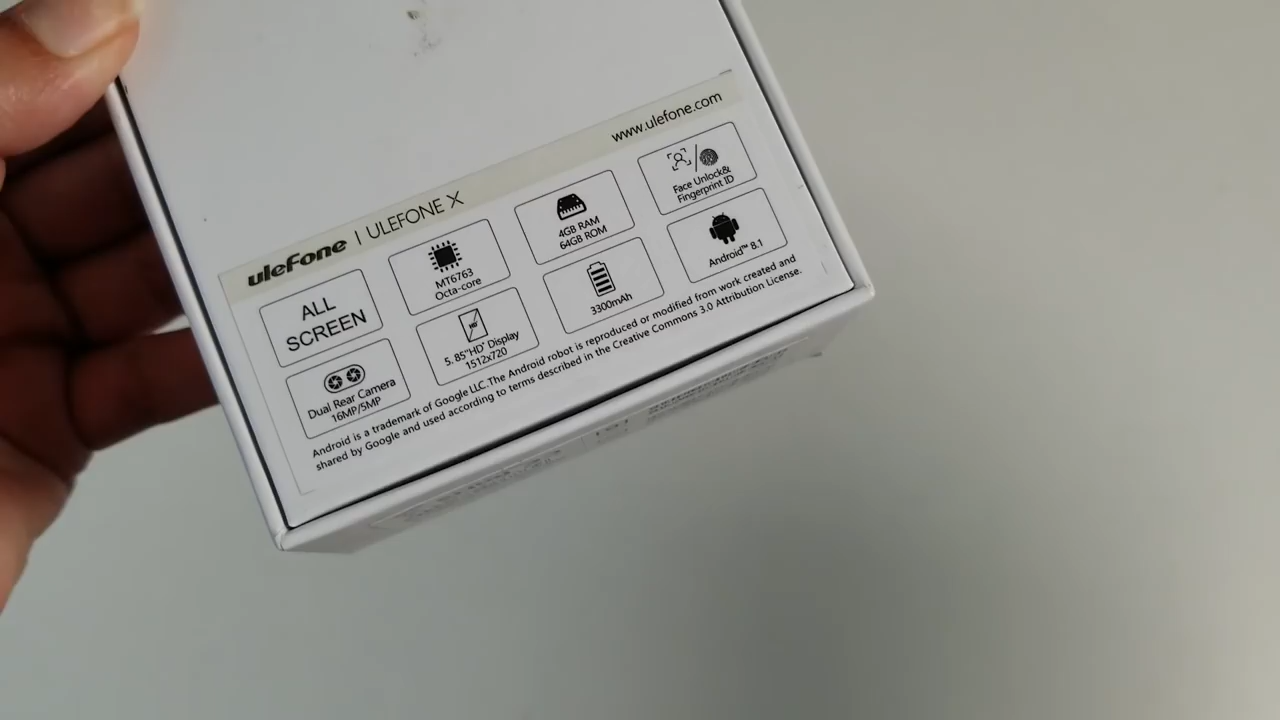 www.ulefone.com
uleFone | ULEFONE X
ALL
SCREEN
MT6763
Octa-core
4GB RAM
64GB ROM
Face Unlock&
Fingerprint ID
Dual Rear Camera
16MP/5MP
5. 85"HD+ Display
1512x720
3300mAh
Android™ 8.1
Android is a trademark of Google LLC.The Android robot is reproduced or modified from work created and
shared by Google and used according to terms described in the Creative Commons 3.0 Attribution License.